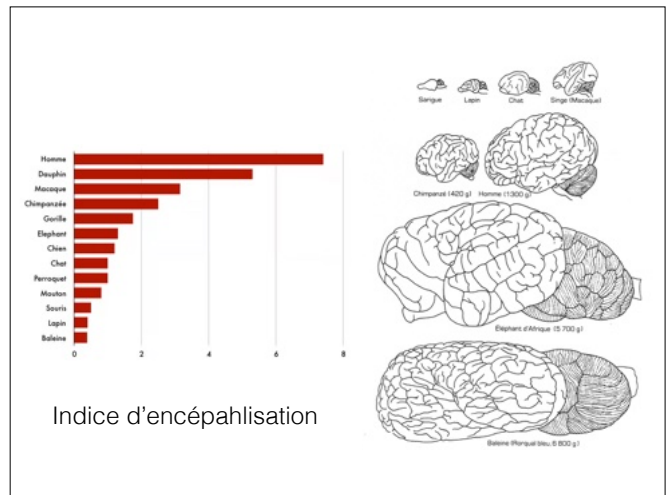 Homme
Dauphin
Macaque
Chimpanzée
Gorille
Elephant
Chien
Chat
Perroquet
Mouton
Souris
Lapin
Baleine
0 2 4 6 8
Indice d'encépahlisation
Sangue Lapin Chat Singe (Macaque)
Chimpanzé (420 g) Homme (1300 g)
Éléphant d'Afrique (5 700 g)
Baleine (Rorqual bleu, 6 800 g)